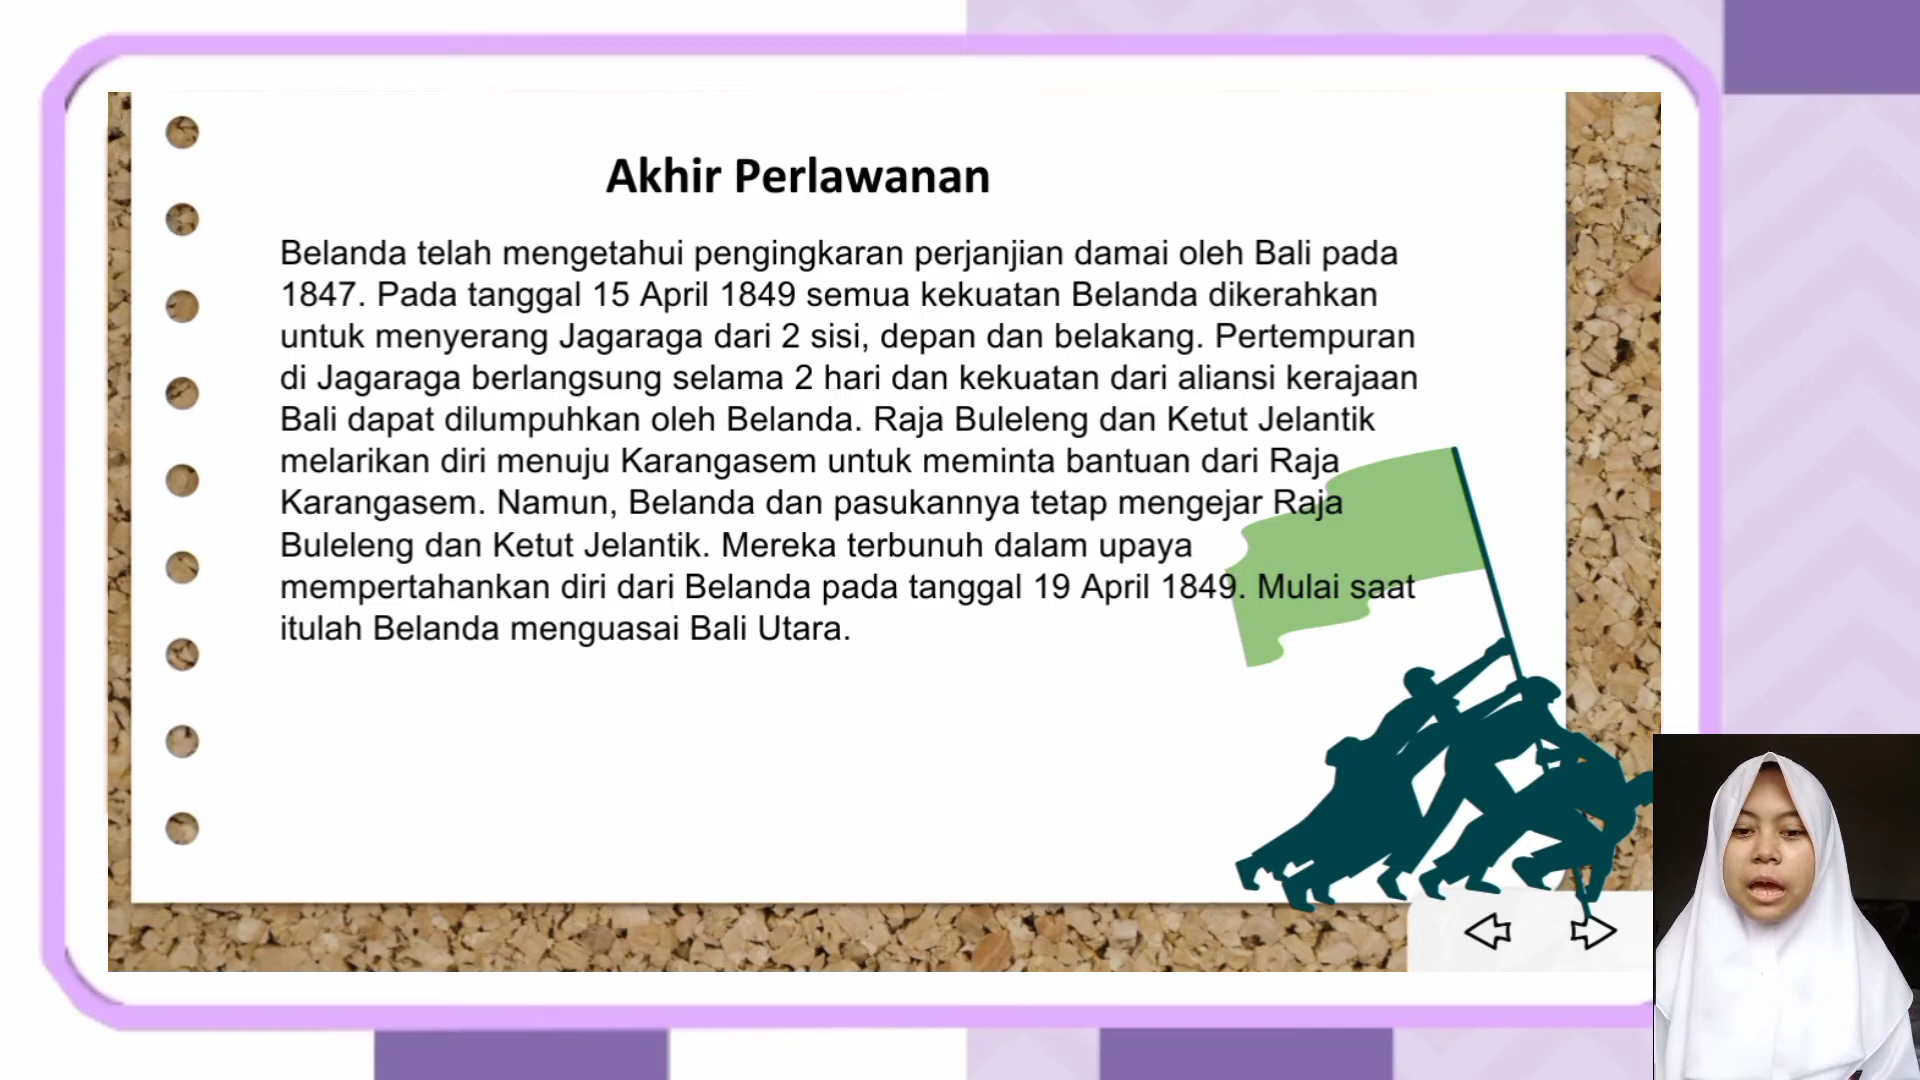 Akhir Perlawanan
Belanda telah mengetahui pengingkaran perjanjian damai oleh Bali pada
1847. Pada tanggal 15 April 1849 semua kekuatan Belanda dikerahkan
untuk menyerang Jagaraga dari 2 sisi, depan dan belakang. Pertempuran
di Jagaraga berlangsung selama 2 hari dan kekuatan dari aliansi kerajaan
Bali dapat dilumpuhkan oleh Belanda. Raja Buleleng dan Ketut Jelantik
melarikan diri menuju Karangasem untuk meminta bantuan dari Raja
Karangasem. Namun, Belanda dan pasukannya tetap mengejar Raja
Buleleng dan Ketut Jelantik. Mereka terbunuh dalam upaya
mempertahankan diri dari Belanda pada tanggal 19 April 1849. Mulai saat
itulah Belanda menguasai Bali Utara.